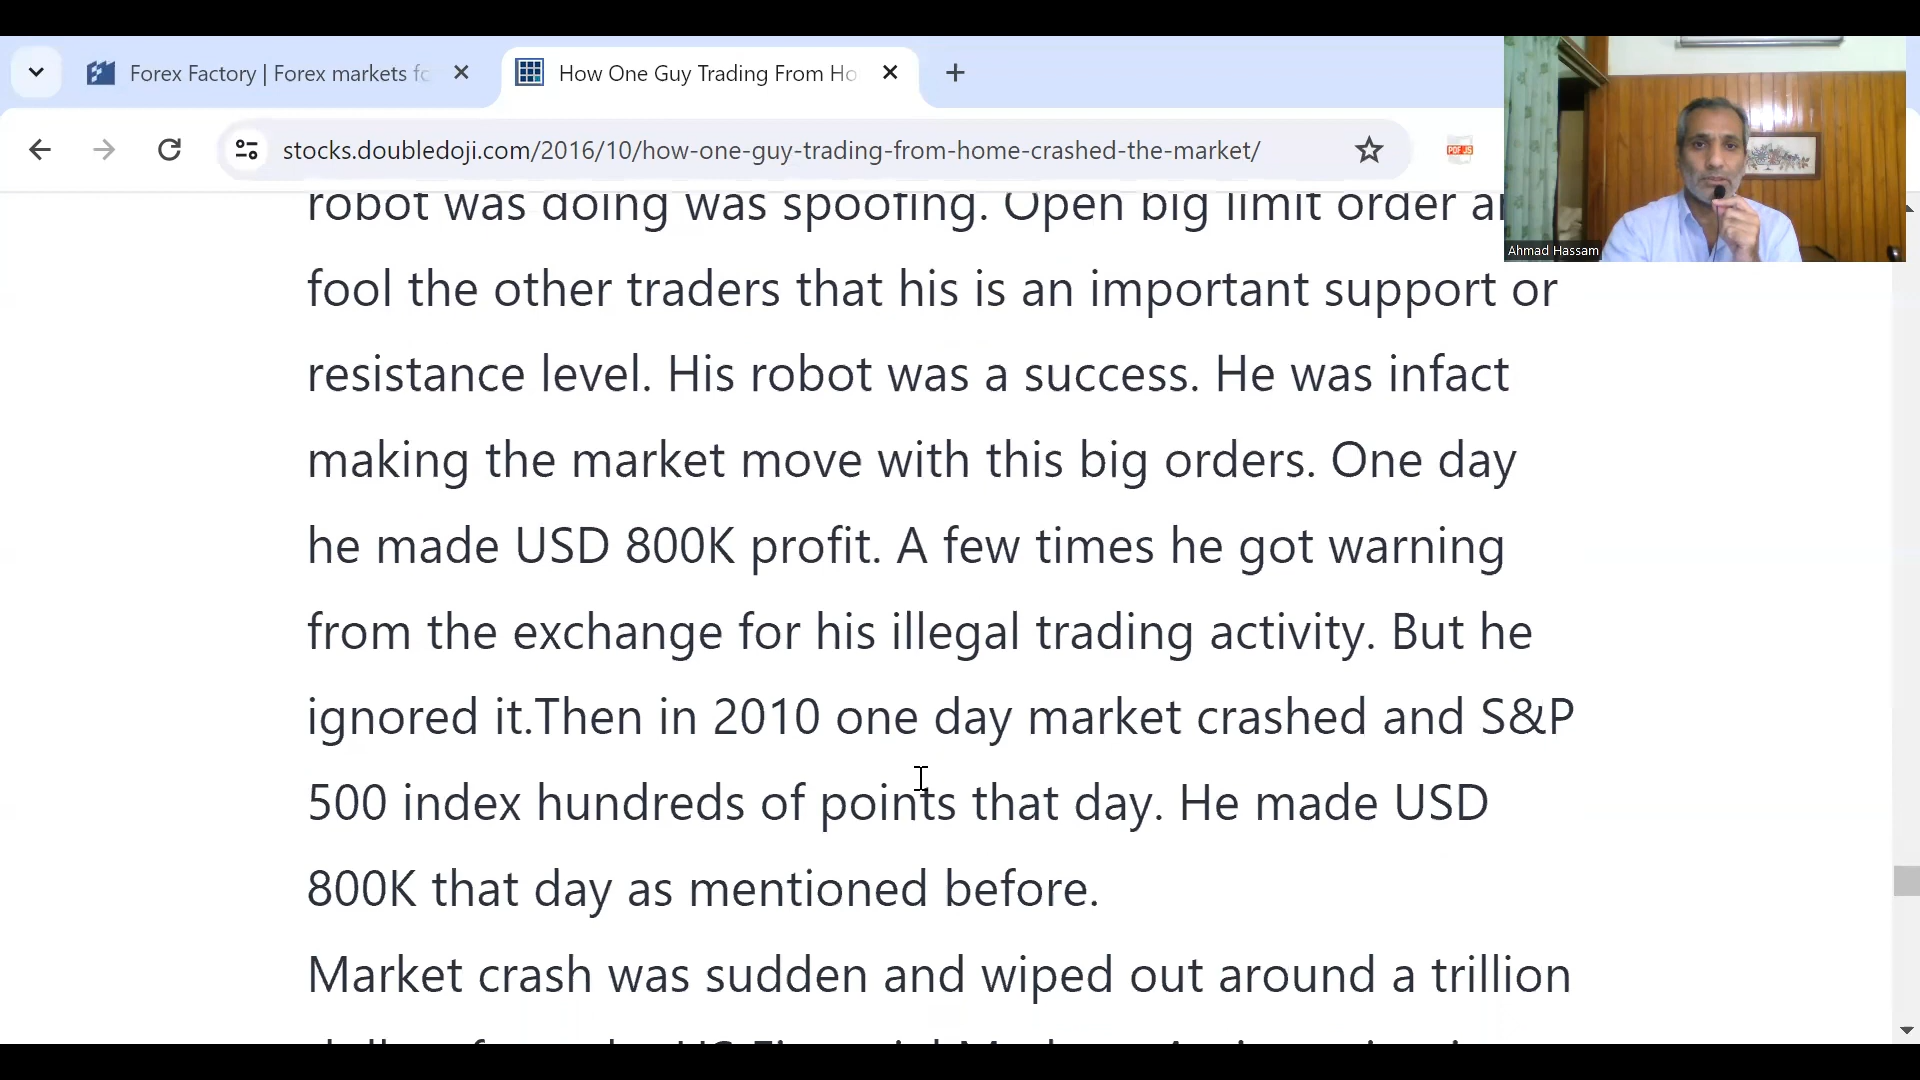 Forex Factory | Forex markets fo
How One Guy Trading From Ho
stocks.doubledoji.com/2016/10/how-one-guy-trading-from-home-crashed-the-market/
Ahmad Hassam
robot was doing was spoofing. Open big limit order a
fool the other traders that his is an important support or
resistance level. His robot was a success. He was infact
making the market move with this big orders. One day
he made USD 800K profit. A few times he got warning
from the exchange for his illegal trading activity. But he
ignored it.Then in 2010 one day market crashed and S&P
500 index hundreds of points that day. He made USD
800K that day as mentioned before.
Market crash was sudden and wiped out around a trillion